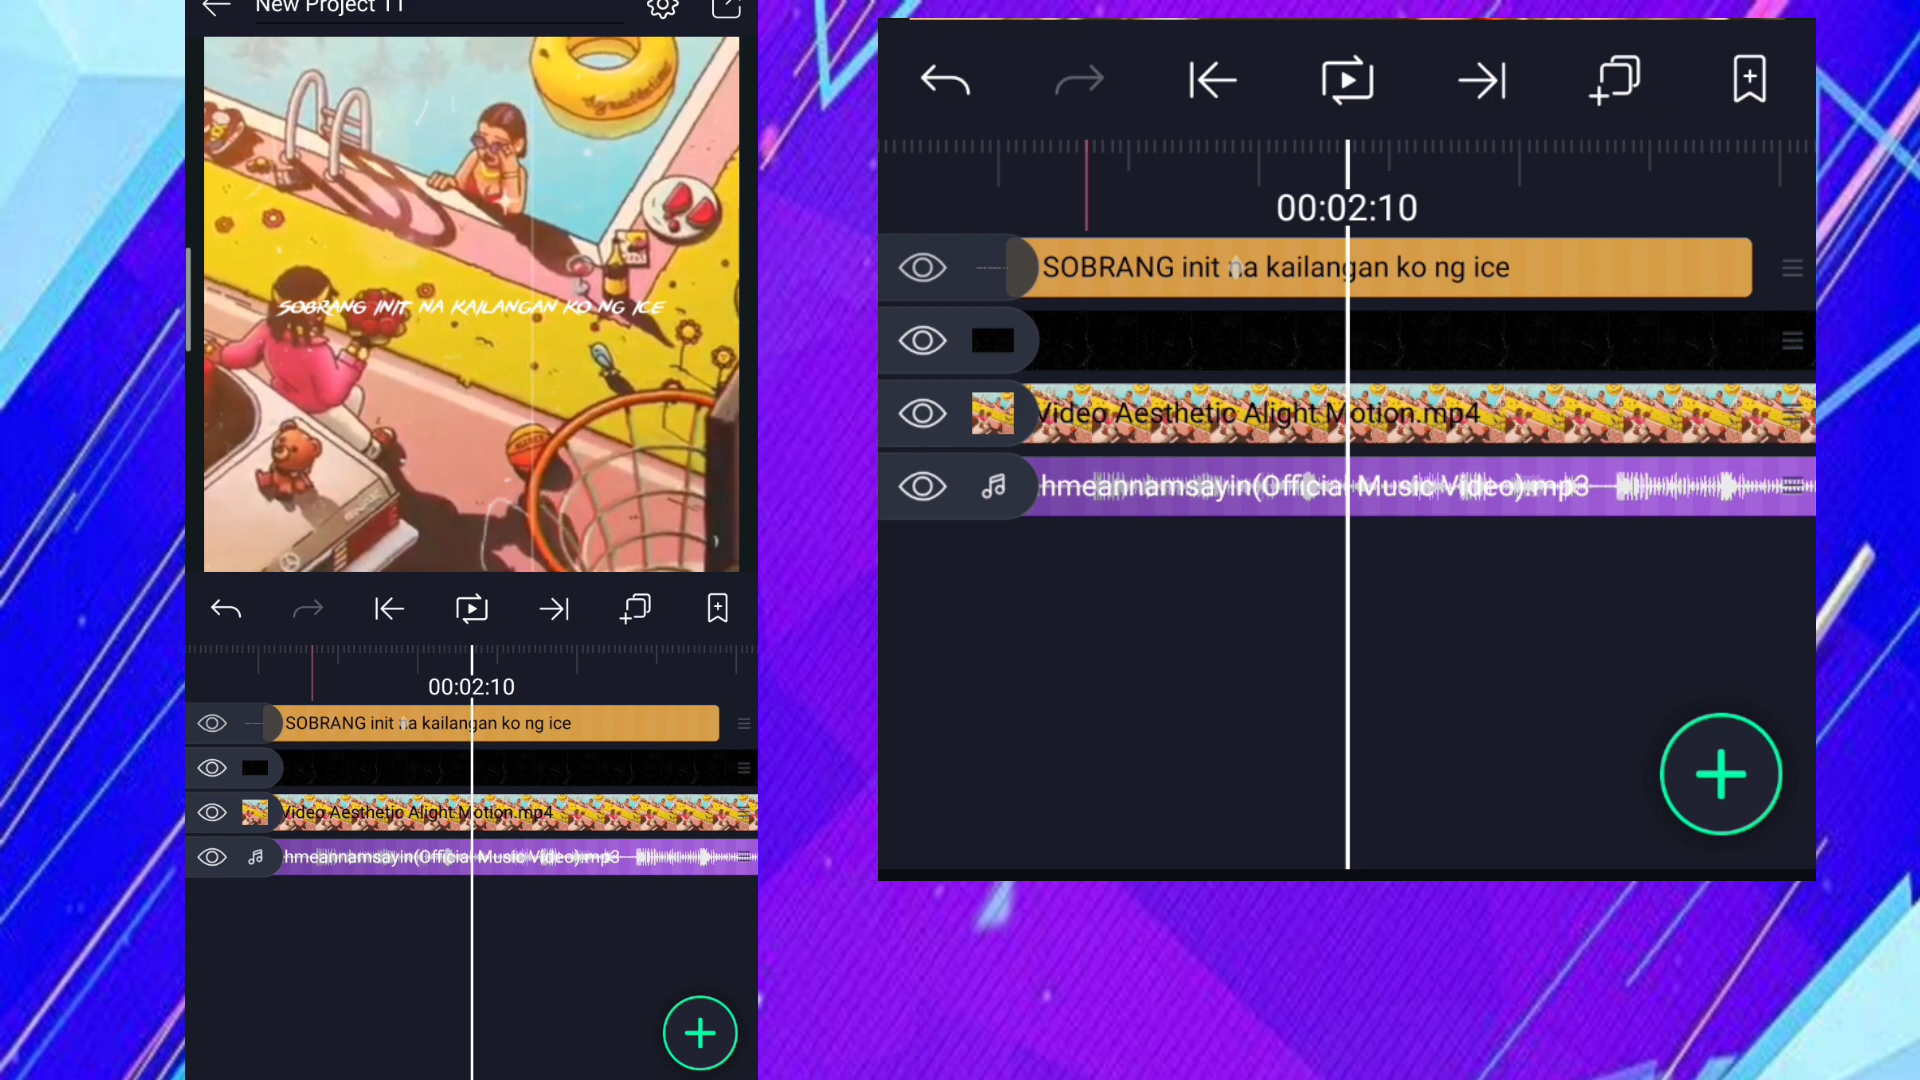 New Project 11
SOBRANG INIT NA KAILANGAN KO NG ICE
00:02:10
SOBRANG init na kailangan ko ng ice
Video Aesthetic Alight Motion.mp4
hmeannamsayin(Official Music Video).mp3
00:02:10
SOBRANG init na kailangan ko ng ice
Video Aesthetic Alight Motion.mp4
hmeannamsayin(Official Music Video).mp3